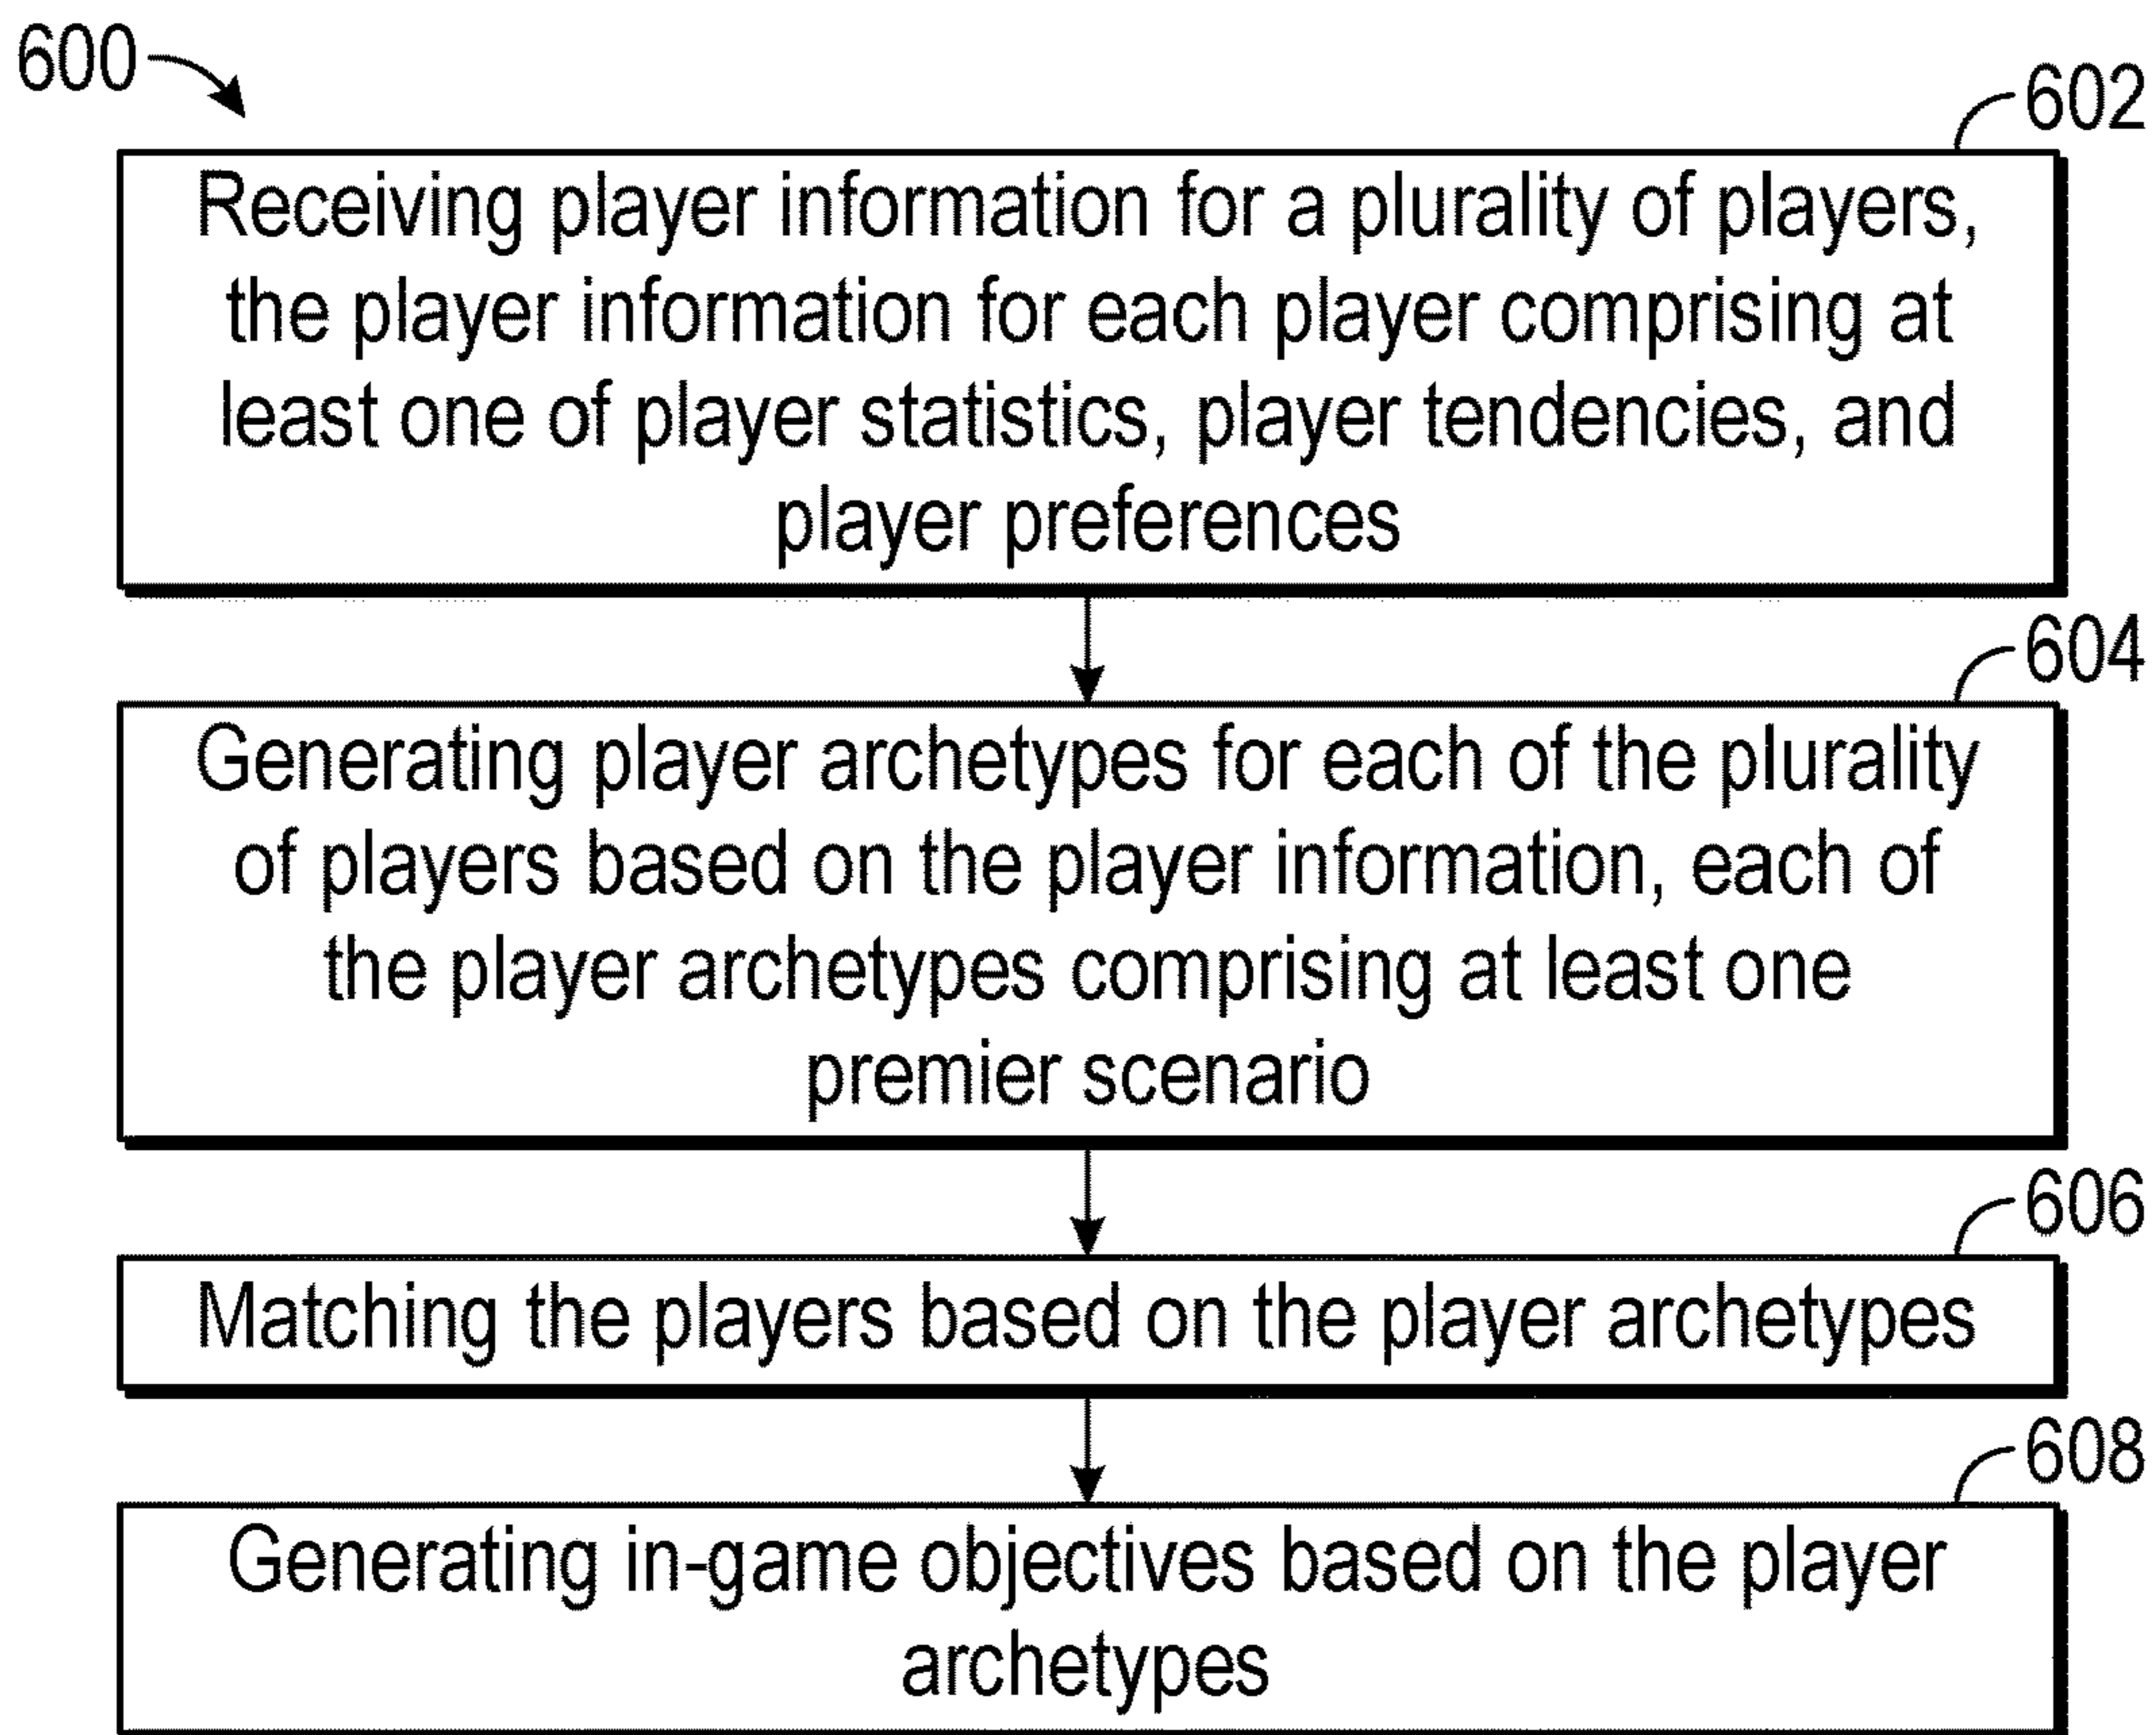 600
602
Receiving player information for a plurality of players,
the player information for each player comprising at
least one of player statistics, player tendencies, and
player preferences
604
Generating player archetypes for each of the plurality
of players based on the player information, each of
the player archetypes comprising at least one
premier scenario
606
Matching the players based on the player archetypes
608
Generating in-game objectives based on the player
archetypes